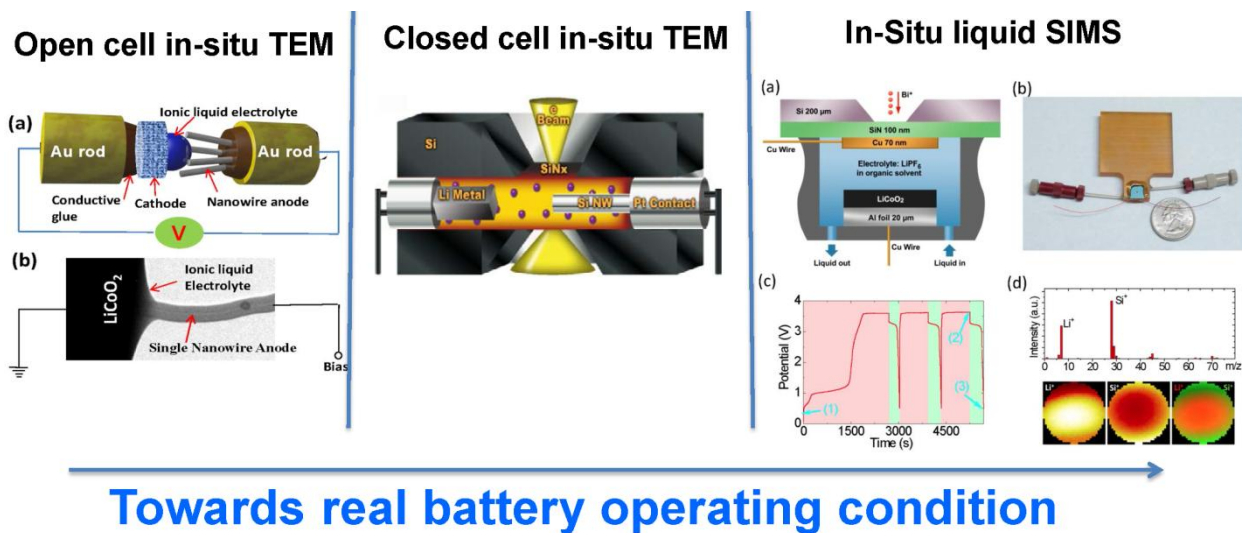 Open cell in-situ TEM
(a)
Ionic liquid electrolyte
Au rod
Au rod
Conductive
glue
Cathode
Nanowire anode
V
(b)
LiCoO2
Ionic liquid
Electrolyte
Single Nanowire Anode
Bias
Closed cell in-situ TEM
e
Beam
Si
SiNx
Li Metal
Si NW
Pt Contact
In-Situ liquid SIMS
(a)
Bi+
Si 200 μm
SiN 100 nm
Cu 70 nm
Cu Wire
Electrolyte: LiPF6
in organic solvent
LiCoO2
Al foil 20 μm
Cu Wire
Liquid out
Liquid in
(b)
(c)
Potential (V)
4
3
2
1
0
(1)
(2)
(3)
0
1500
3000
4500
Time (s)
(d)
Intensity (a.u.)
Li+
Si+
0 10 20 30 40 50 60 70 m/z
Li+
Si+
Li+
Si+
Towards real battery operating condition